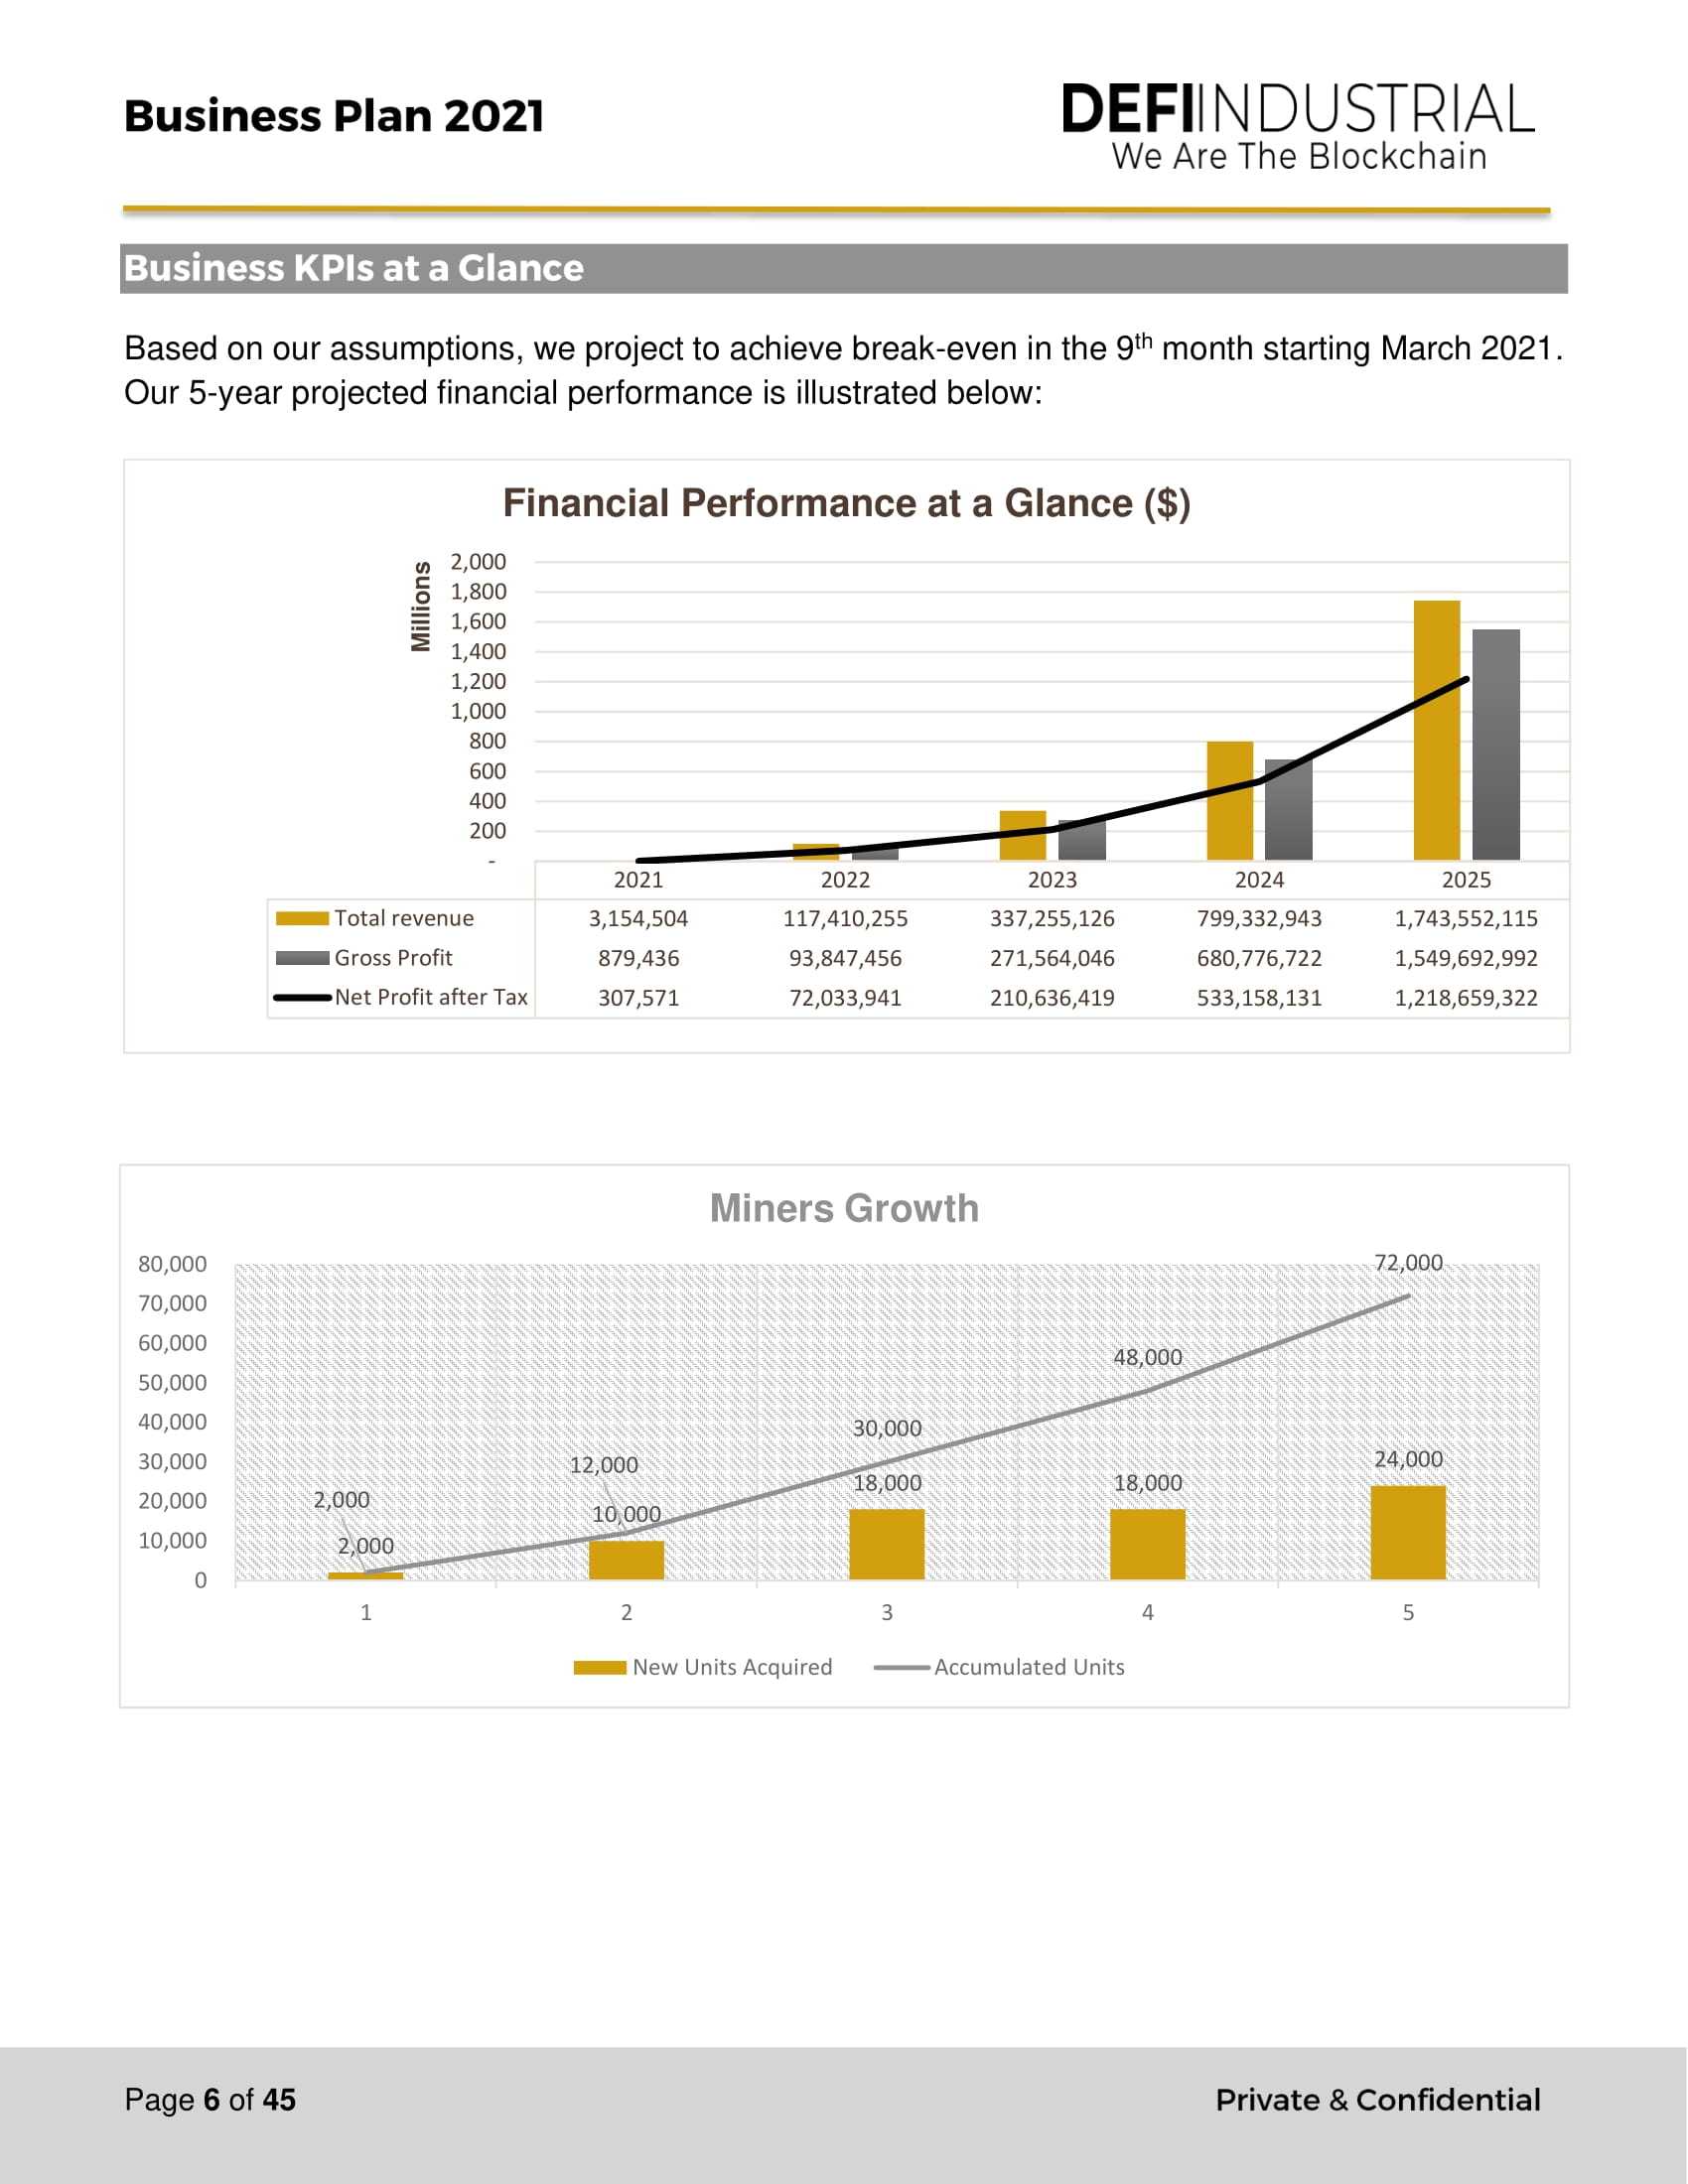 Business Plan 2021
DEFIINDUSTRIAL
We Are The Blockchain
Business KPIs at a Glance
Based on our assumptions, we project to achieve break-even in the 9th month starting March 2021.
Our 5-year projected financial performance is illustrated below:
Financial Performance at a Glance ($)
Millions
2,000
1,800
1,600
1,400
1,200
1,000
800
600
400
200
-
2021 2022 2023 2024 2025
Total revenue 3,154,504 117,410,255 337,255,126 799,332,943 1,743,552,115
Gross Profit 879,436 93,847,456 271,564,046 680,776,722 1,549,692,992
Net Profit after Tax 307,571 72,033,941 210,636,419 533,158,131 1,218,659,322
Miners Growth
80,000
70,000
60,000
50,000
40,000
30,000
20,000
10,000
0
2,000
2,000
12,000
10,000
30,000
18,000
48,000
18,000
72,000
24,000
1 2 3 4 5
New Units Acquired Accumulated Units
Page 6 of 45
Private & Confidential